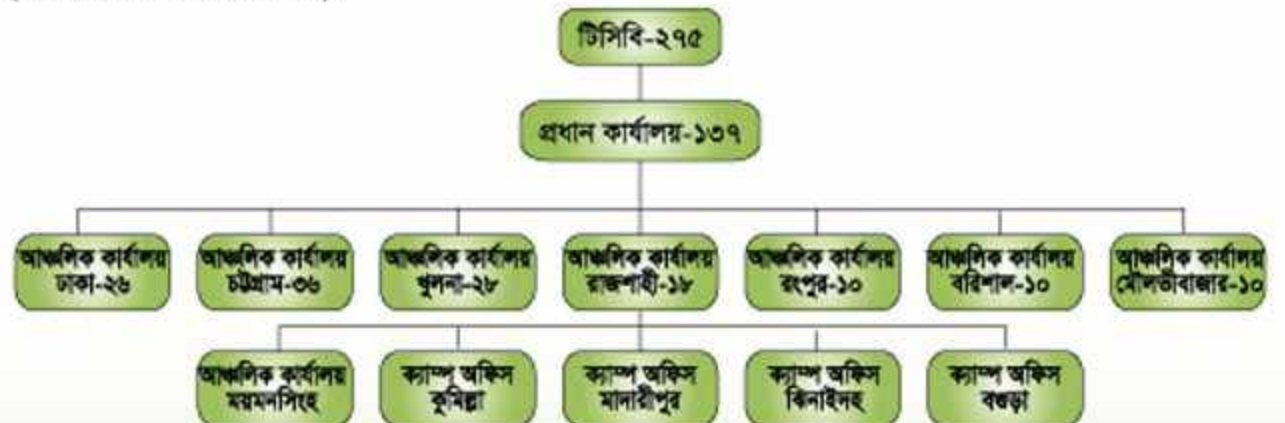 টিসিবি-২৭৫
প্রধান কার্যালয়-১৩৭
আঞ্চলিক কার্যালয়
ঢাকা-২৬
আঞ্চলিক কার্যালয়
চট্টগ্রাম-৩৬
আঞ্চলিক কার্যালয়
খুলনা-২৮
আঞ্চলিক কার্যালয়
রাজশাহী-১৮
আঞ্চলিক কার্যালয়
রংপুর-১০
আঞ্চলিক কার্যালয়
বরিশাল-১০
আঞ্চলিক কার্যালয়
মৌলভীবাজার-১০
আঞ্চলিক কার্যালয়
ময়মনসিংহ
ক্যাম্প অফিস
কুমিল্লা
ক্যাম্প অফিস
মাদারীপুর
ক্যাম্প অফিস
ঝিনাইদহ
ক্যাম্প অফিস
বগুড়া